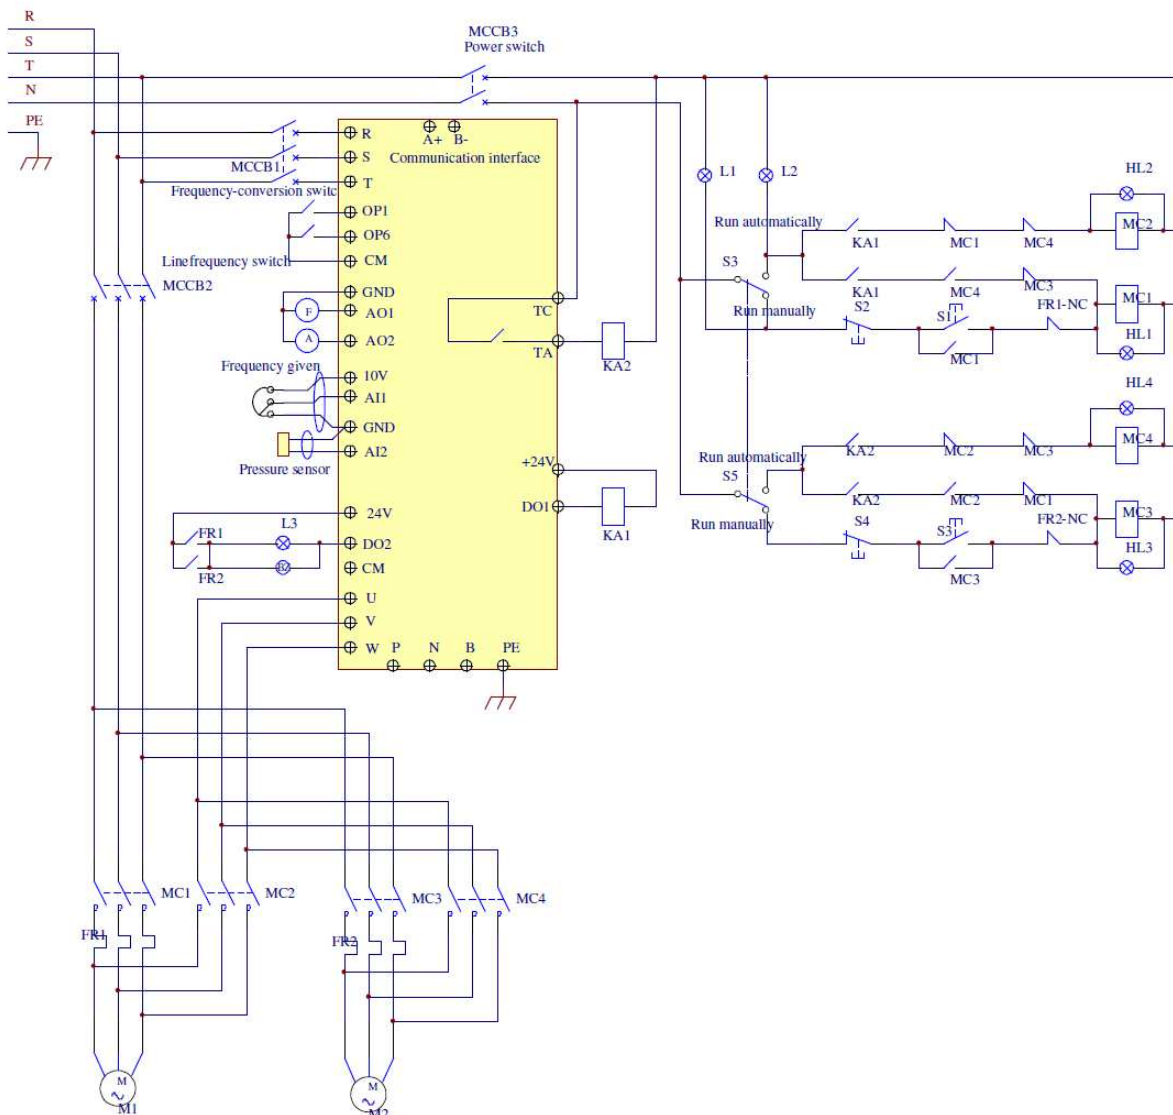 R
S
T
N
PE
MCCB3
Power switch
A+ B-
Communication interface
R
S
T
MCCB1
Frequency-conversion switc
OP1
OP6
CM
Linefrequency switch
MCCB2
GND
F
AO1
A
AO2
Frequency given
10V
AI1
GND
AI2
Pressure sensor
TC
TA
KA2
+24V
DO1
KA1
24V
FR1
L3
DO2
FR2
CM
U
V
W
P N B PE
L1
L2
HL2
Run automatically
KA1
MC1
MC4
MC2
S3
KA1
MC4
MC3
MC1
Run manually
S2
S1
FR1-NC
MC1
HL1
HL4
Run automatically
KA2
MC2
MC3
MC4
S5
KA2
MC2
MC1
MC3
Run manually
S4
S3
FR2-NC
MC3
HL3
MC1
MC2
MC3
MC4
FR1
FR2
M
M1
M
M2